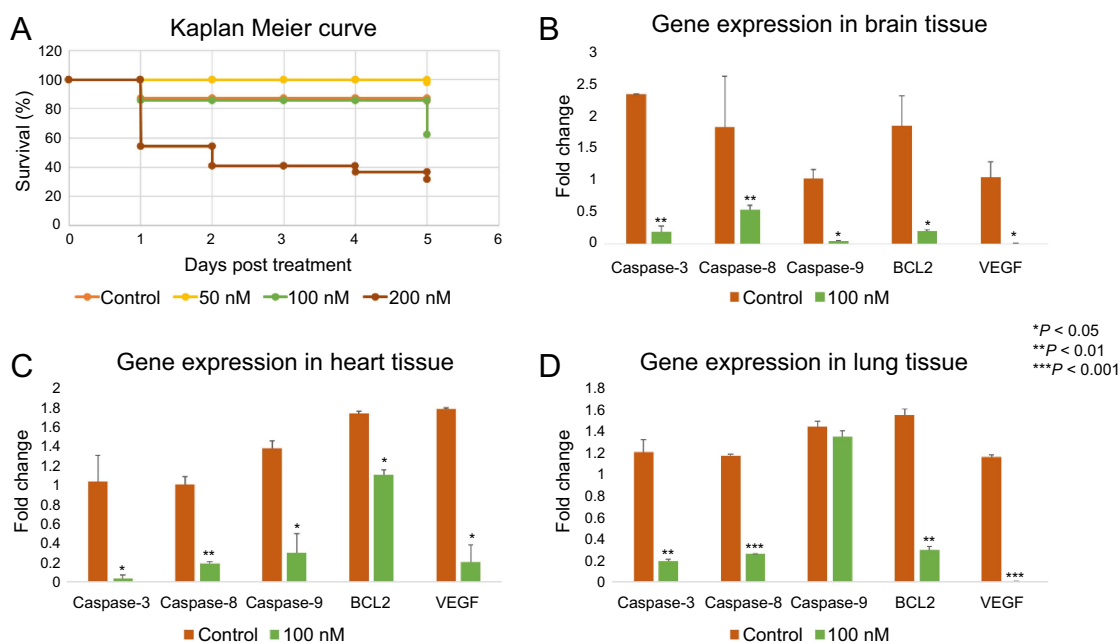 A
Kaplan Meier curve
120
100
80
60
40
20
0
Survival (%)
0 1 2 3 4 5 6
Days post treatment
Control 50 nM 100 nM 200 nM
B
Gene expression in brain tissue
3
2.5
2
1.5
1
0.5
0
Fold change
** ** * * *
Caspase-3 Caspase-8 Caspase-9 BCL2 VEGF
Control 100 nM
*P < 0.05
**P < 0.01
***P < 0.001
C
Gene expression in heart tissue
2
1.8
1.6
1.4
1.2
1.0
0.8
0.6
0.4
0.2
0
Fold change
* ** * * *
Caspase-3 Caspase-8 Caspase-9 BCL2 VEGF
Control 100 nM
D
Gene expression in lung tissue
1.8
1.6
1.4
1.2
1
0.8
0.6
0.4
0.2
0
Fold change
** *** ** ***
Caspase-3 Caspase-8 Caspase-9 BCL2 VEGF
Control 100 nM